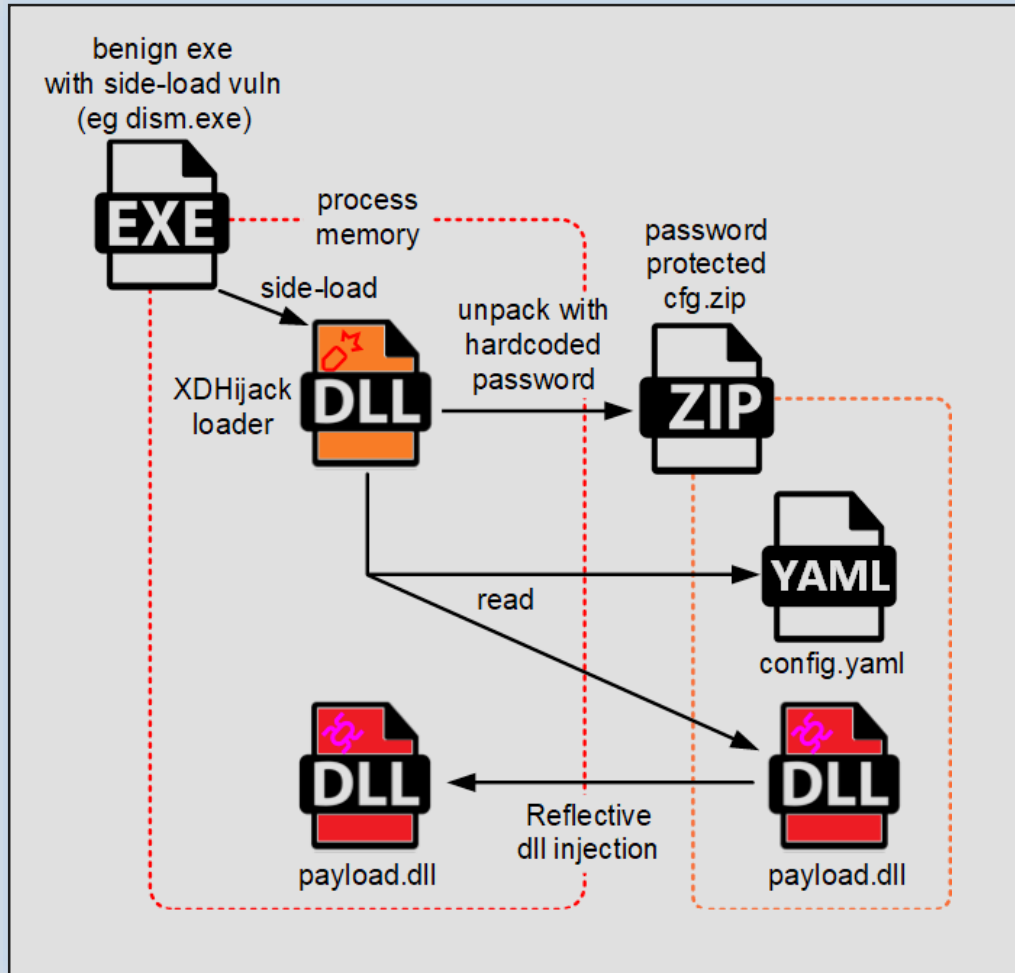 benign exe
with side-load vuln
(eg dism.exe)
EXE
process
memory
side-load
XDHijack
loader
DLL
unpack with
hardcoded
password
password
protected
cfg.zip
ZIP
read
YAML
config.yaml
DLL
payload.dll
Reflective
dll injection
DLL
payload.dll